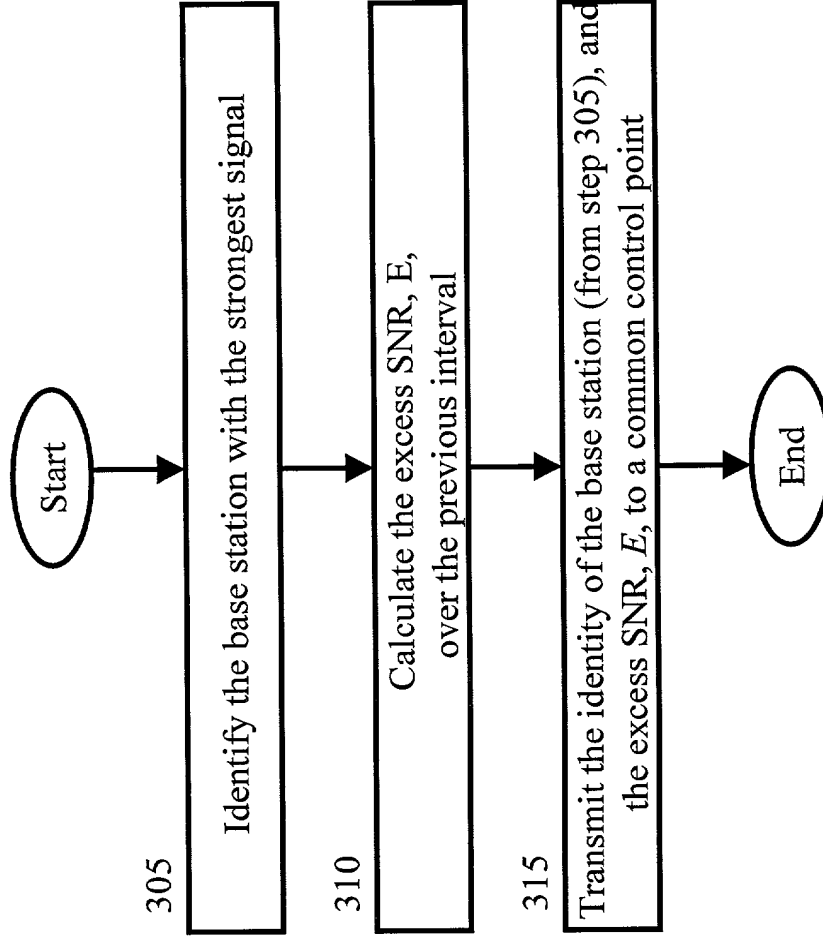 Start
305
Identify the base station with the strongest signal
310
Calculate the excess SNR, E,
over the previous interval
315
Transmit the identity of the base station (from step 305), and
the excess SNR, E, to a common control point
End